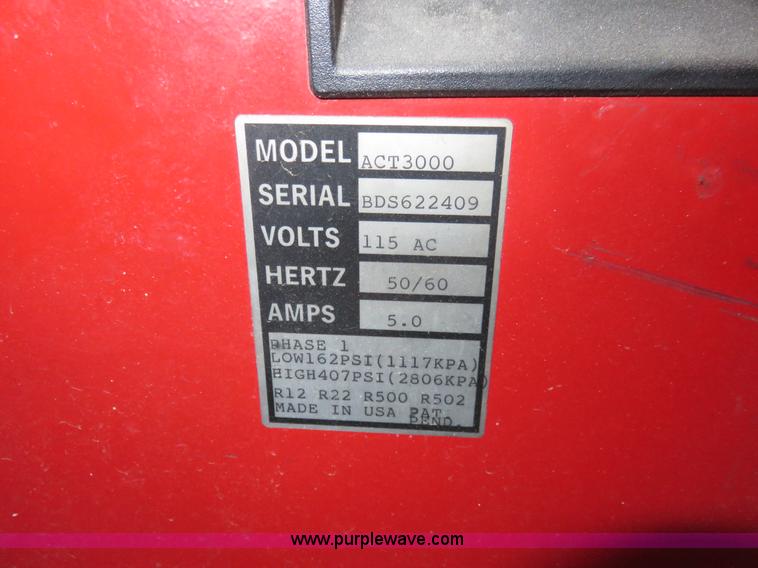 MODEL ACT3000
SERIAL BDS622409
VOLTS 115 AC
HERTZ 50/60
AMPS 5.0
PHASE 1
LOW162PSI(1117KPA)
HIGH407PSI(2806KPA)
R12 R22 R500 R502
MADE IN USA PAT.
PEND.
www.purplewave.com